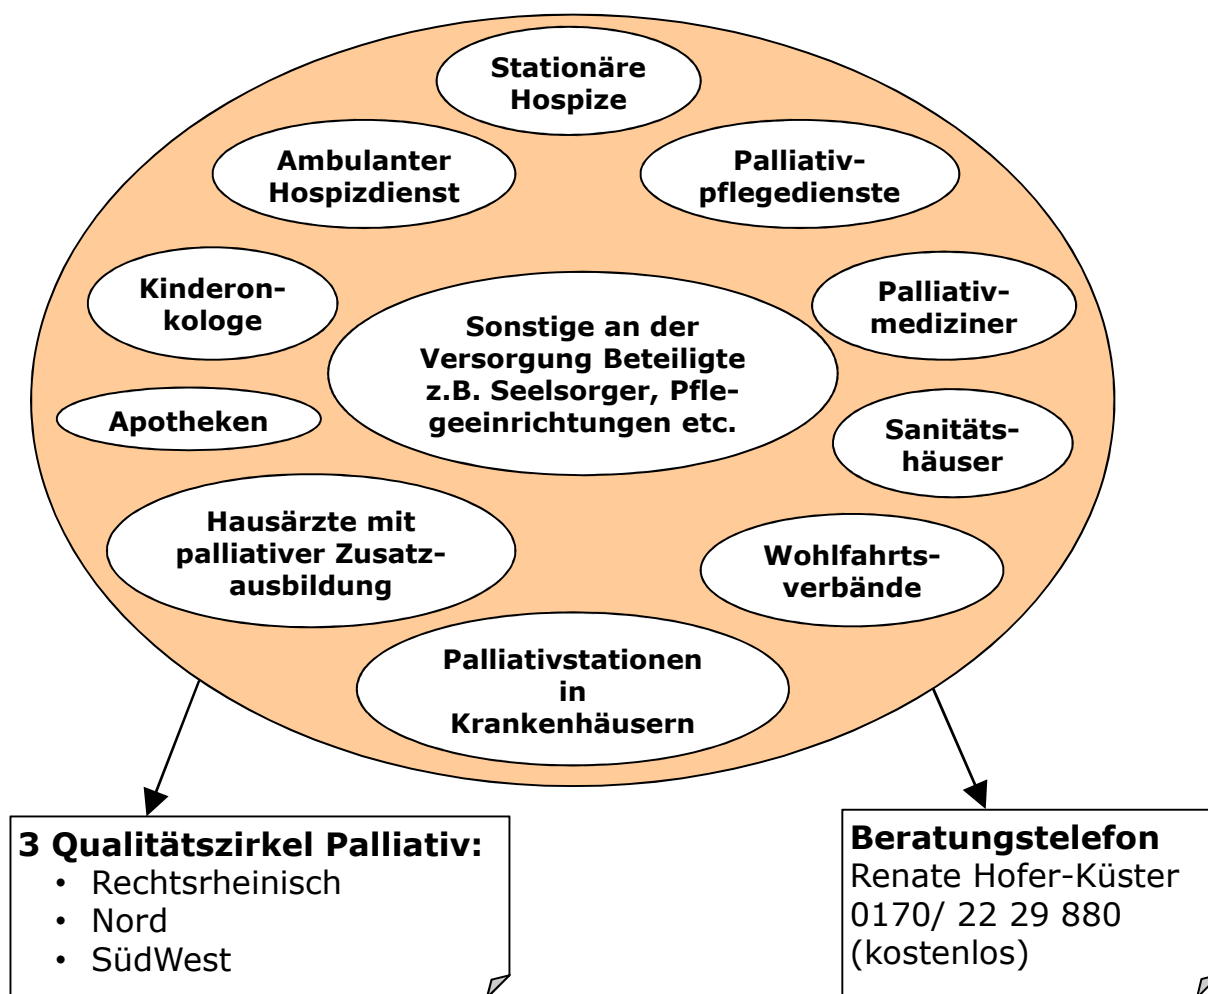 Stationäre
Hospize
Ambulanter
Hospizdienst
Palliativ-
pflegedienste
Kinderon-
kologe
Sonstige an der
Versorgung Beteiligte
z.B. Seelsorger, Pfle-
geeinrichtungen etc.
Palliativ-
mediziner
Apotheken
Sanitäts-
häuser
Hausärzte mit
palliativer Zusatz-
ausbildung
Wohlfahrts-
verbände
Palliativstationen
in
Krankenhäusern
3 Qualitätszirkel Palliativ:
• Rechtsrheinisch
• Nord
• SüdWest
Beratungstelefon
Renate Hofer-Küster
0170/ 22 29 880
(kostenlos)